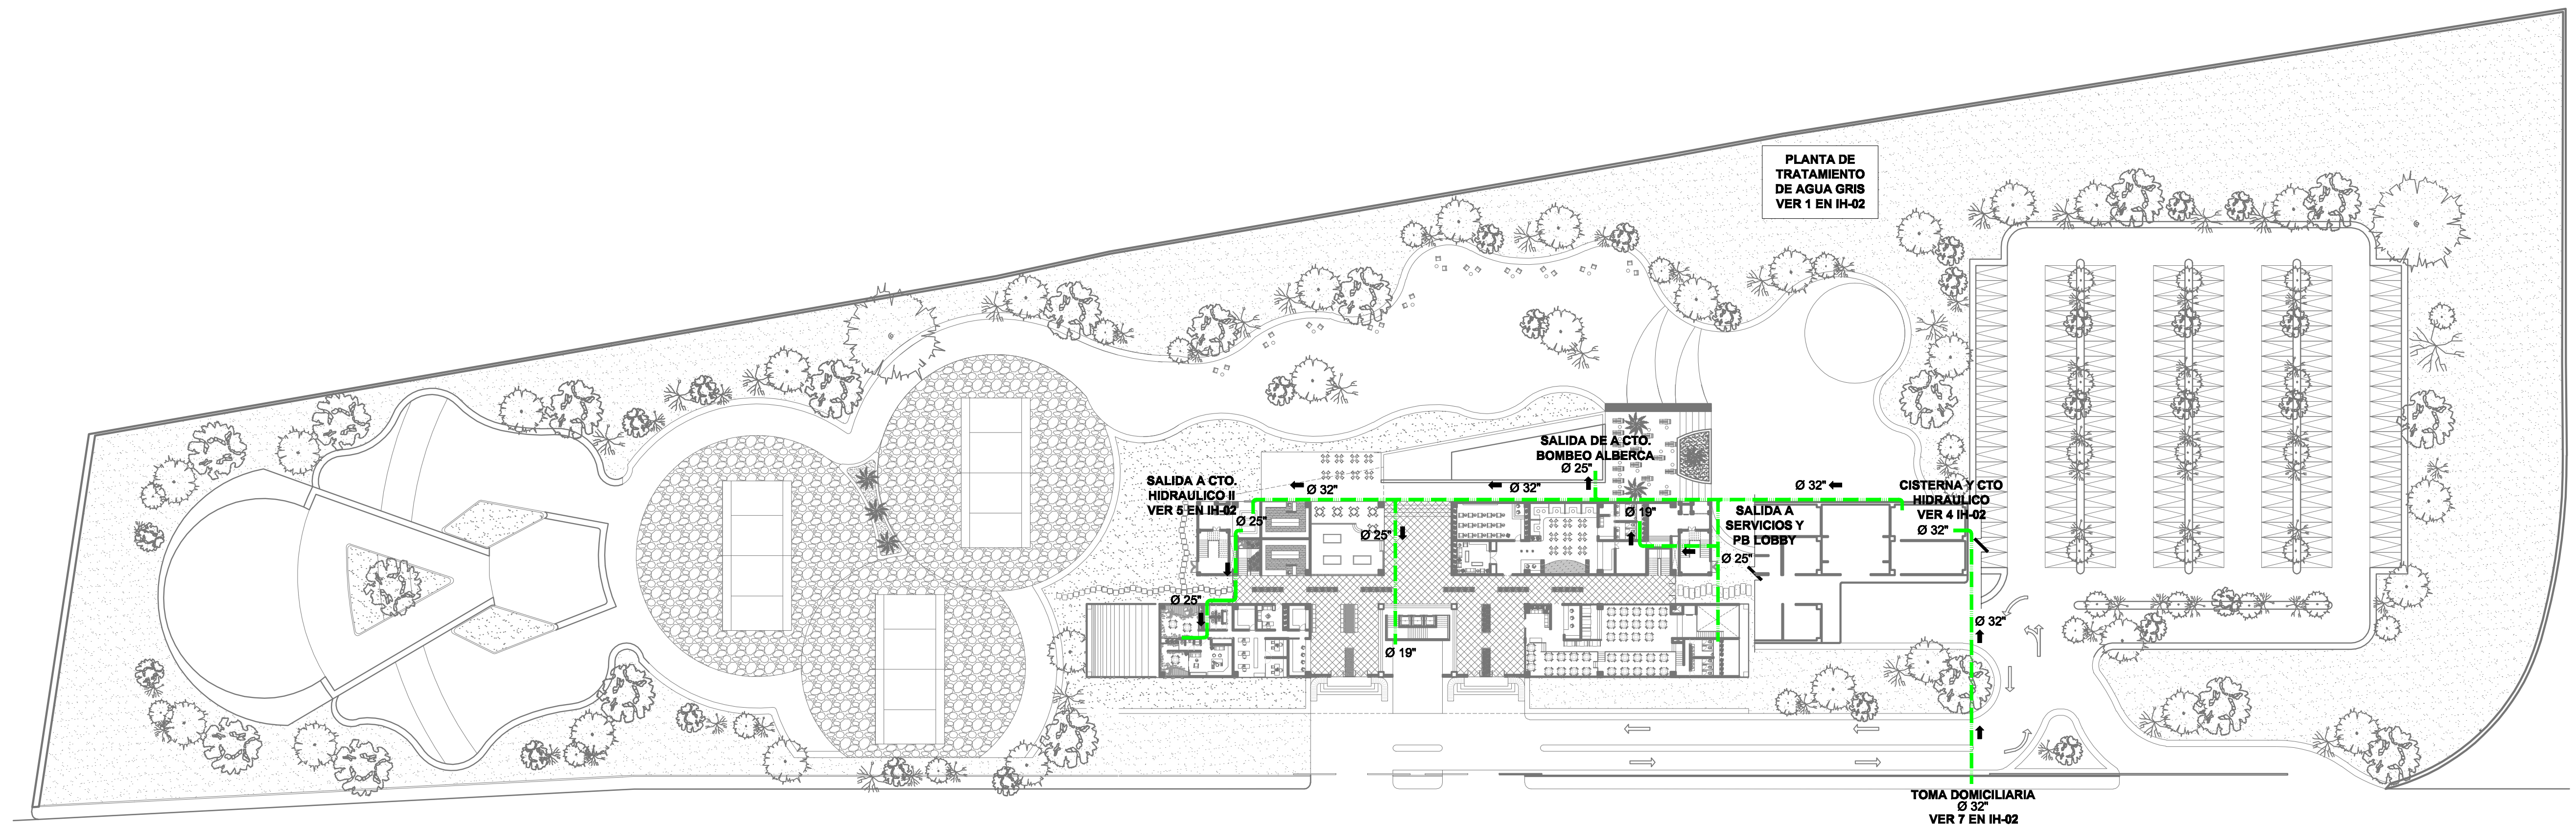 PLANTA DE
TRATAMIENTO
DE AGUA GRIS
VER 1 EN IH-02
SALIDA DE A CTO.
BOMBEO ALBERCA
Ø 25"
SALIDA A CTO.
HIDRAULICO II
VER 5 EN IH-02
Ø 32"
Ø 32"
Ø 32"
CISTERNA Y CTO
HIDRAULICO
VER 4 IH-02
Ø 32"
Ø 25"
Ø 25"
Ø 19"
SALIDA A
SERVICIOS Y
PB LOBBY
Ø 25"
Ø 25"
Ø 19"
Ø 32"
TOMA DOMICILIARIA
Ø 32"
VER 7 EN IH-02